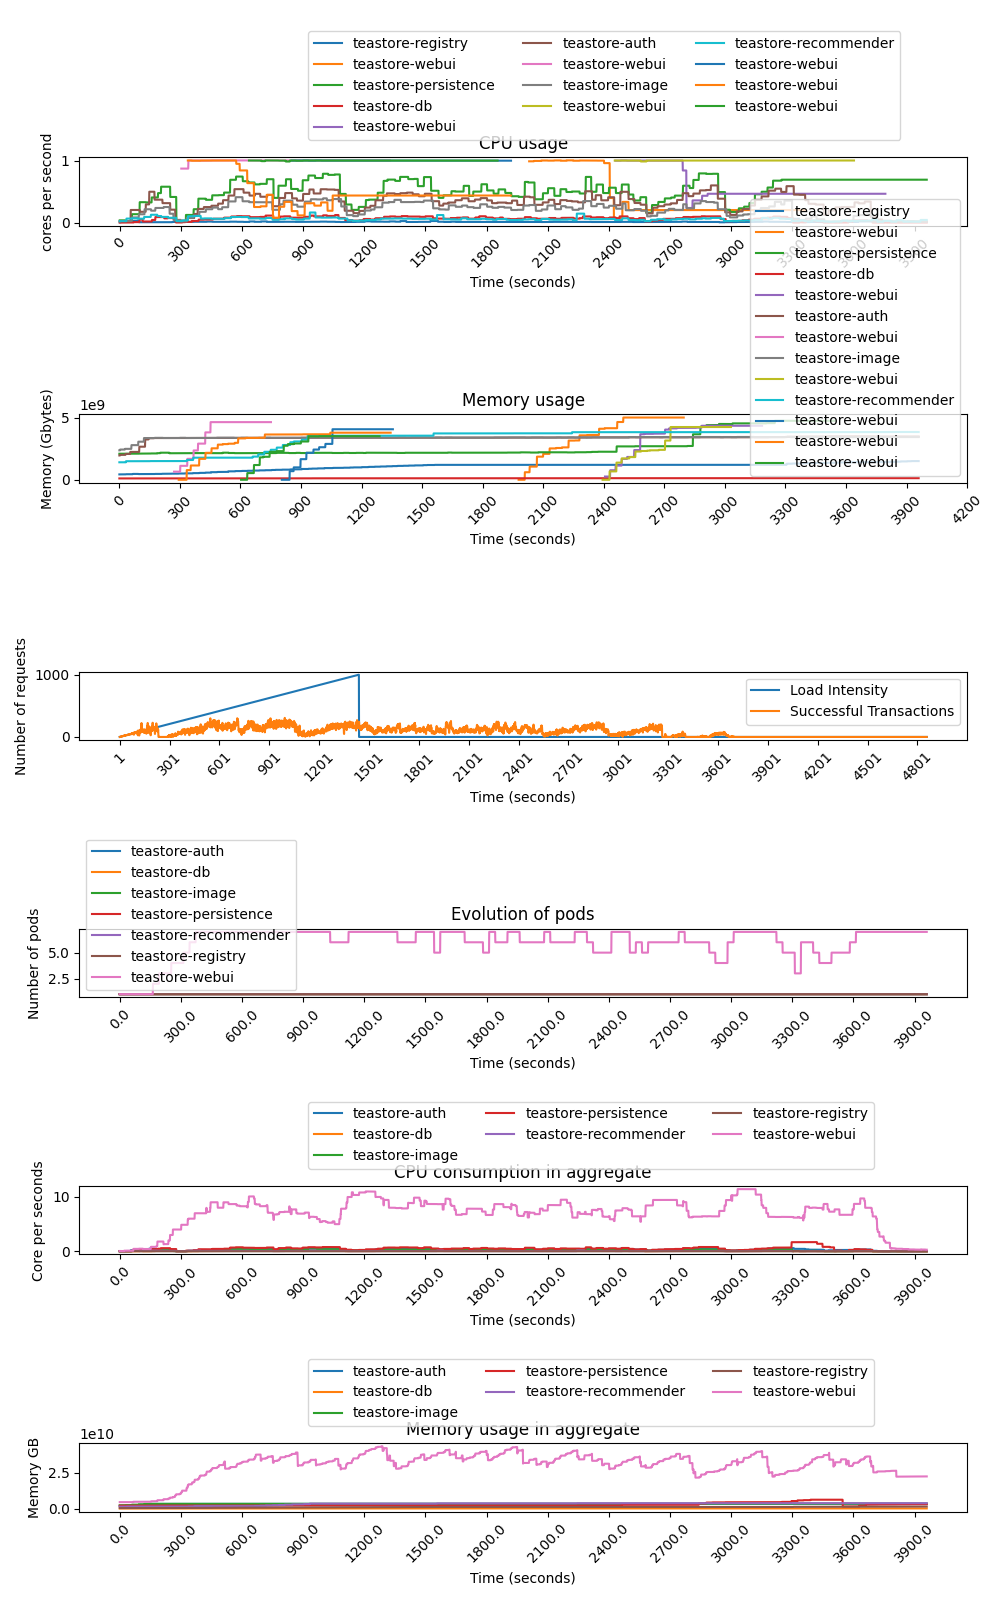 teastore-registry
teastore-webui
teastore-persistence
teastore-db
teastore-webui
teastore-auth
teastore-webui
teastore-image
teastore-webui
teastore-recommender
teastore-webui
teastore-webui
teastore-webui
CPU usage
cores per second
1
0
0
300
600
900
1200
1500
1800
2100
2400
2700
3000
3300
3600
3900
Time (seconds)
teastore-registry
teastore-webui
teastore-persistence
teastore-db
teastore-webui
teastore-auth
teastore-webui
teastore-image
teastore-webui
teastore-recommender
teastore-webui
teastore-webui
teastore-webui
1e9
Memory usage
Memory (Gbytes)
5
0
0
300
600
900
1200
1500
1800
2100
2400
2700
3000
3300
3600
3900
4200
Time (seconds)
Number of requests
1000
0
Load Intensity
Successful Transactions
1
301
601
901
1201
1501
1801
2101
2401
2701
3001
3301
3601
3901
4201
4501
4801
Time (seconds)
teastore-auth
teastore-db
teastore-image
teastore-persistence
teastore-recommender
teastore-registry
teastore-webui
Evolution of pods
Number of pods
5.0
2.5
0.0
300.0
600.0
900.0
1200.0
1500.0
1800.0
2100.0
2400.0
2700.0
3000.0
3300.0
3600.0
3900.0
Time (seconds)
teastore-auth
teastore-db
teastore-image
teastore-persistence
teastore-recommender
teastore-registry
teastore-webui
CPU consumption in aggregate
Core per seconds
10
0
0.0
300.0
600.0
900.0
1200.0
1500.0
1800.0
2100.0
2400.0
2700.0
3000.0
3300.0
3600.0
3900.0
Time (seconds)
teastore-auth
teastore-db
teastore-image
teastore-persistence
teastore-recommender
teastore-registry
teastore-webui
1e10
Memory usage in aggregate
Memory GB
2.5
0.0
0.0
300.0
600.0
900.0
1200.0
1500.0
1800.0
2100.0
2400.0
2700.0
3000.0
3300.0
3600.0
3900.0
Time (seconds)